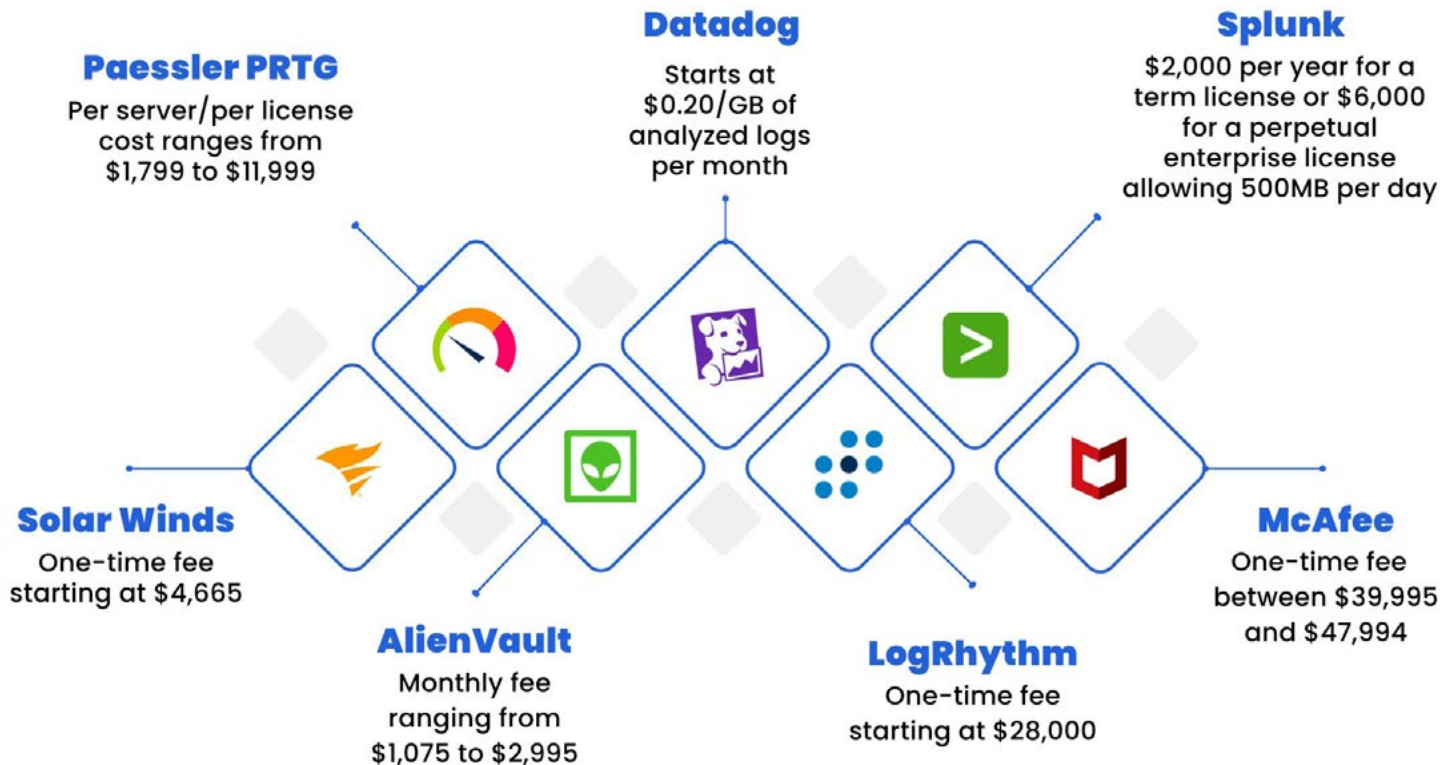 Paessler PRTG
Per server/per license
cost ranges from
$1,799 to $11,999
Datadog
Starts at
$0.20/GB of
analyzed logs
per month
Splunk
$2,000 per year for a
term license or $6,000
for a perpetual
enterprise license
allowing 500MB per day
Solar Winds
One-time fee
starting at $4,665
AlienVault
Monthly fee
ranging from
$1,075 to $2,995
LogRhythm
One-time fee
starting at $28,000
McAfee
One-time fee
between $39,995
and $47,994